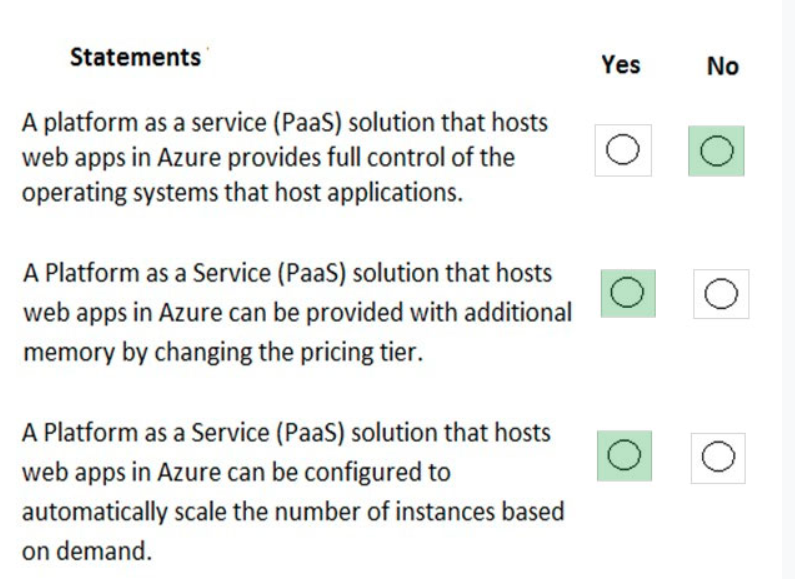 Statements
Yes No
A platform as a service (PaaS) solution that hosts
web apps in Azure provides full control of the
operating systems that host applications.
A Platform as a Service (PaaS) solution that hosts
web apps in Azure can be provided with additional
memory by changing the pricing tier.
A Platform as a Service (PaaS) solution that hosts
web apps in Azure can be configured to
automatically scale the number of instances based
on demand.